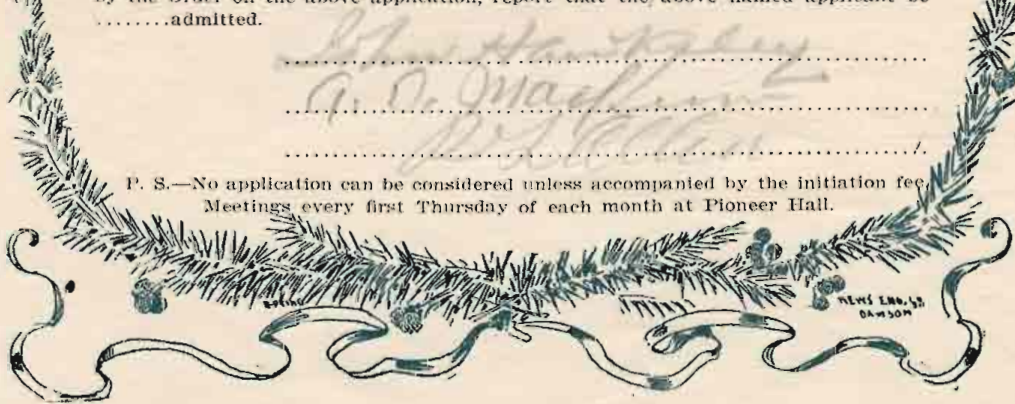 by the Order on the above application, report that the above named applicant be
........admitted.
John Hawksley
P. S.—No application can be considered unless accompanied by the initiation fee.
Meetings every first Thursday of each month at Pioneer Hall.
NEWS ENG. Co.
DAWSON